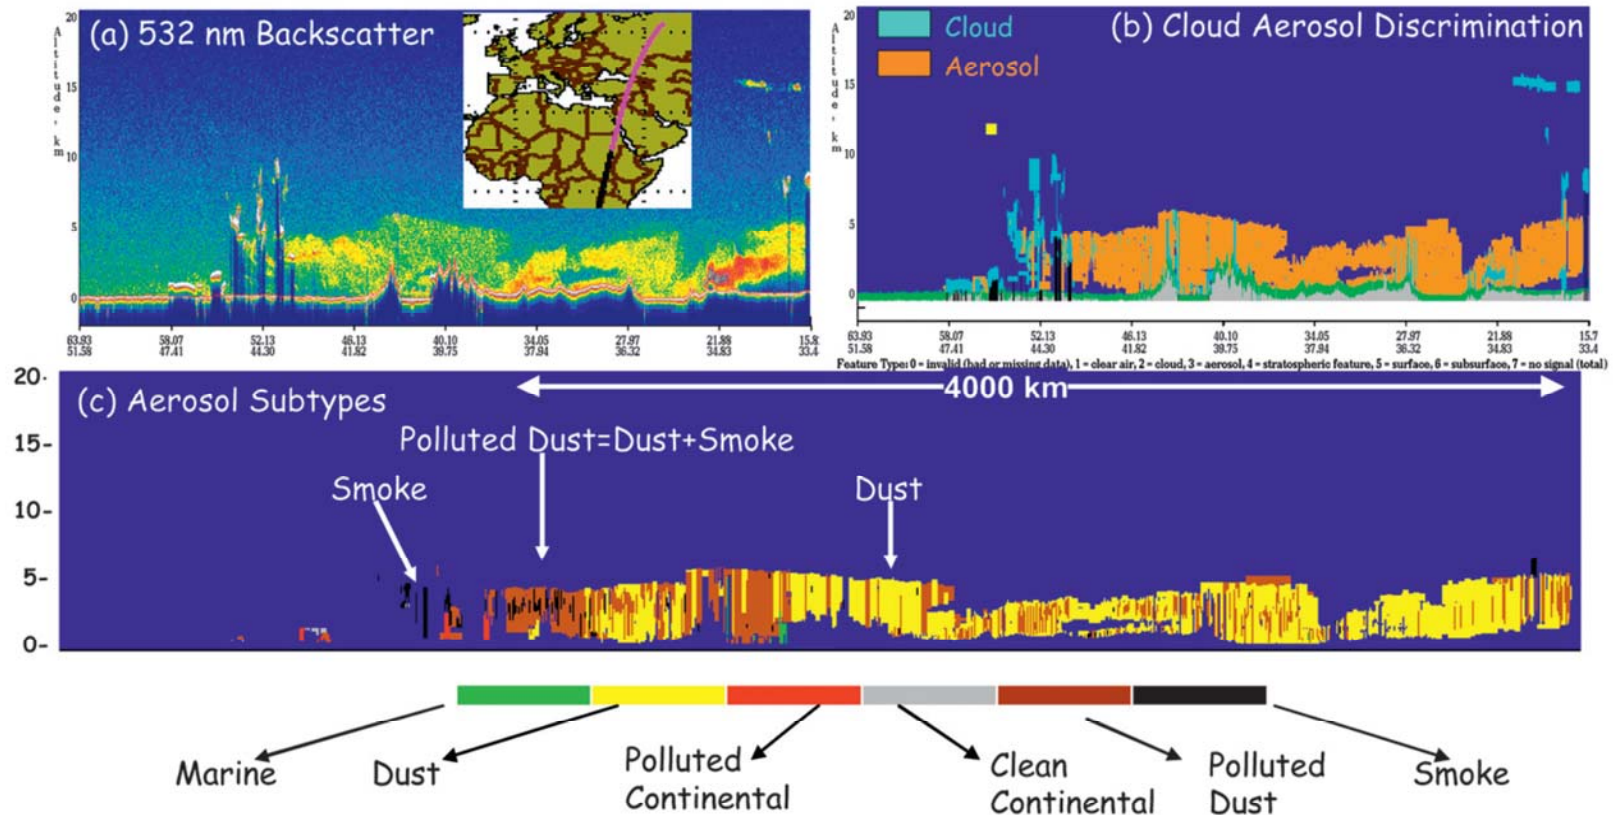 (a) 532 nm Backscatter
Altitude, km
20
15
10
5
0
63.93 58.07 52.13 46.13 40.10 34.03 27.97 21.88 15.8
51.58 47.41 44.30 41.82 39.75 37.94 36.32 34.83 33.4
(b) Cloud Aerosol Discrimination
Cloud
Aerosol
Altitude, km
20
15
10
5
0
63.93 58.07 52.13 46.13 40.10 34.05 27.97 21.88 15.7
51.58 47.41 44.30 41.82 39.75 37.94 36.32 34.83 33.4
Feature Type: 0 = invalid (bad or missing data), 1 = clear air, 2 = cloud, 3 = aerosol, 4 = stratospheric feature, 5 = surface, 6 = subsurface, 7 = no signal (total)
(c) Aerosol Subtypes
4000 km
Polluted Dust=Dust+Smoke
Smoke
Dust
20-
15-
10-
5-
0-
Marine
Dust
Polluted
Continental
Clean
Continental
Polluted
Dust
Smoke